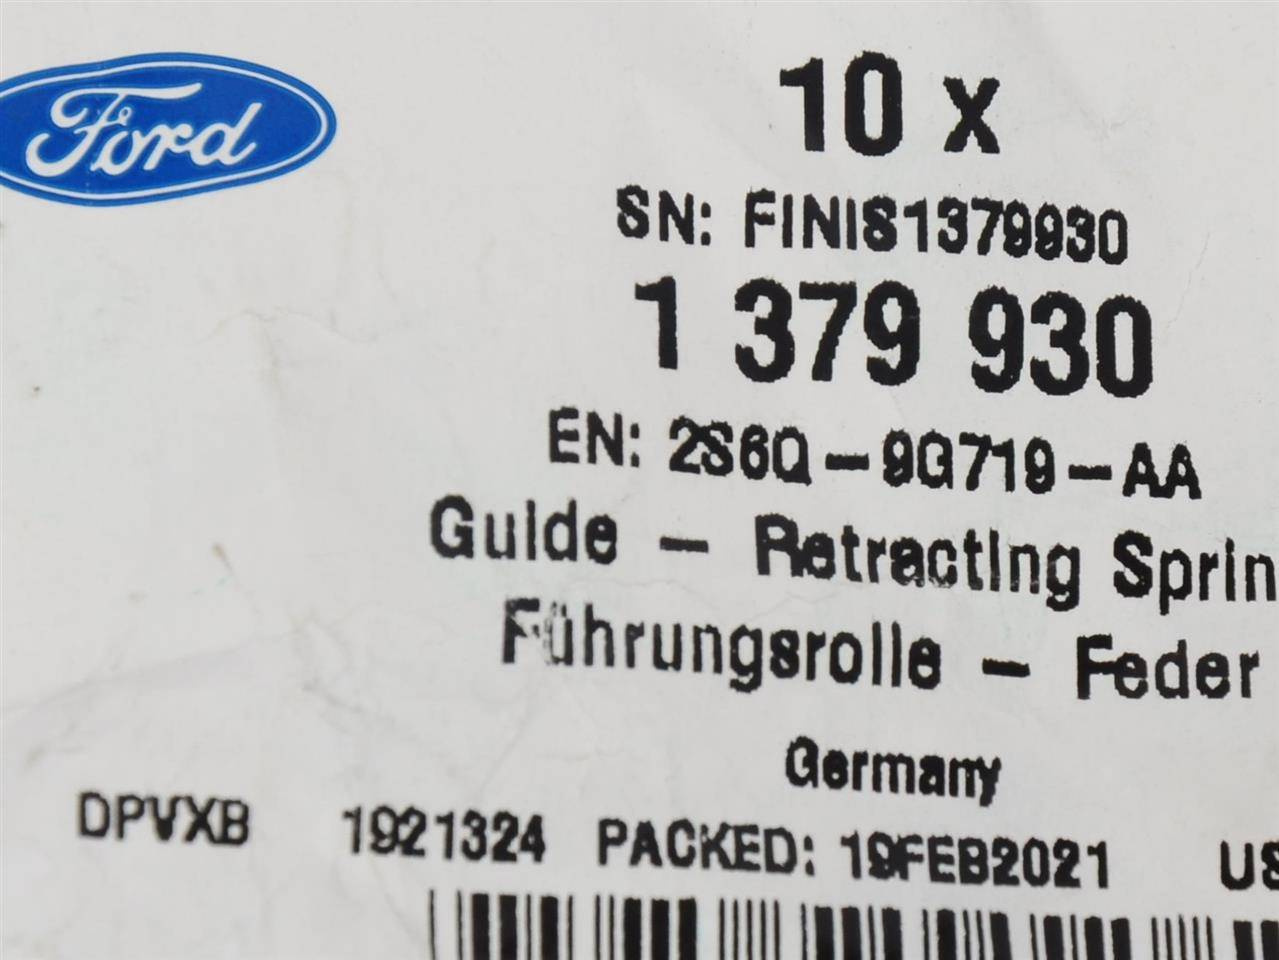 Ford
10 x
SN: FINIS1379930
1 379 930
EN: 2S6Q-9G719-AA
Guide - Retracting Sprin
Führungsrolle - Feder
Germany
DPVXB 1921324 PACKED: 19FEB2021 US